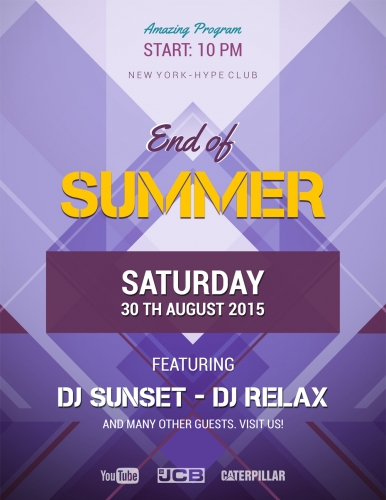 Amazing Program
START: 10 PM
NEW YORK-HYPE CLUB
End of
SUMMER
SATURDAY
30 TH AUGUST 2015
FEATURING
DJ SUNSET - DJ RELAX
AND MANY OTHER GUESTS. VISIT US!
YouTube JCB CATERPILLAR